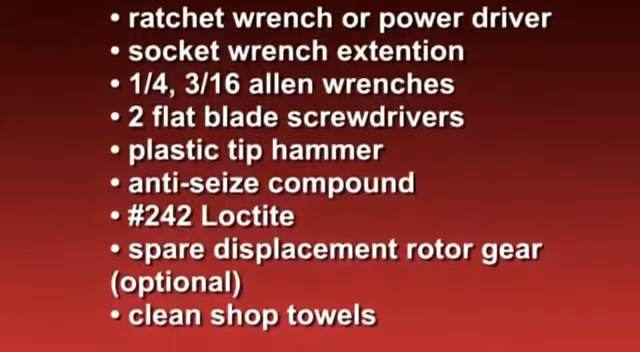 • ratchet wrench or power driver
• socket wrench extention
• 1/4, 3/16 allen wrenches
• 2 flat blade screwdrivers
• plastic tip hammer
• anti-seize compound
• #242 Loctite
• spare displacement rotor gear
(optional)
• clean shop towels